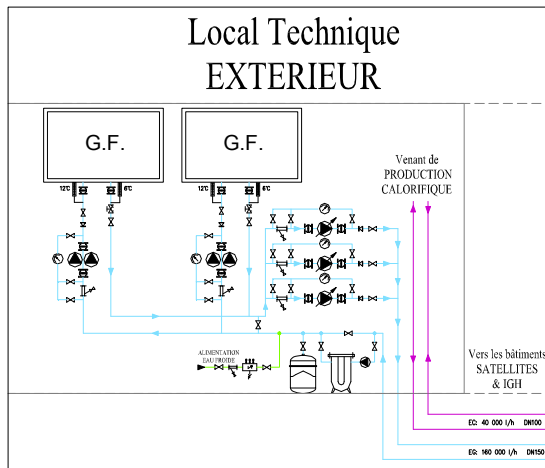 Local Technique
EXTERIEUR
G.F.
G.F.
12°C
6°C
12°C
6°C
Venant de
PRODUCTION
CALORIFIQUE
ALIMENTATION
EAU FROIDE
Vers les bâtiments
SATELLITES
& IGH
EC: 40 000 l/h DN100
EG: 160 000 l/h DN150